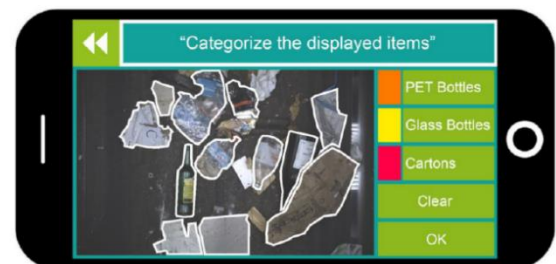 “Categorize the displayed items”
PET Bottles
Glass Bottles
Cartons
Clear
OK